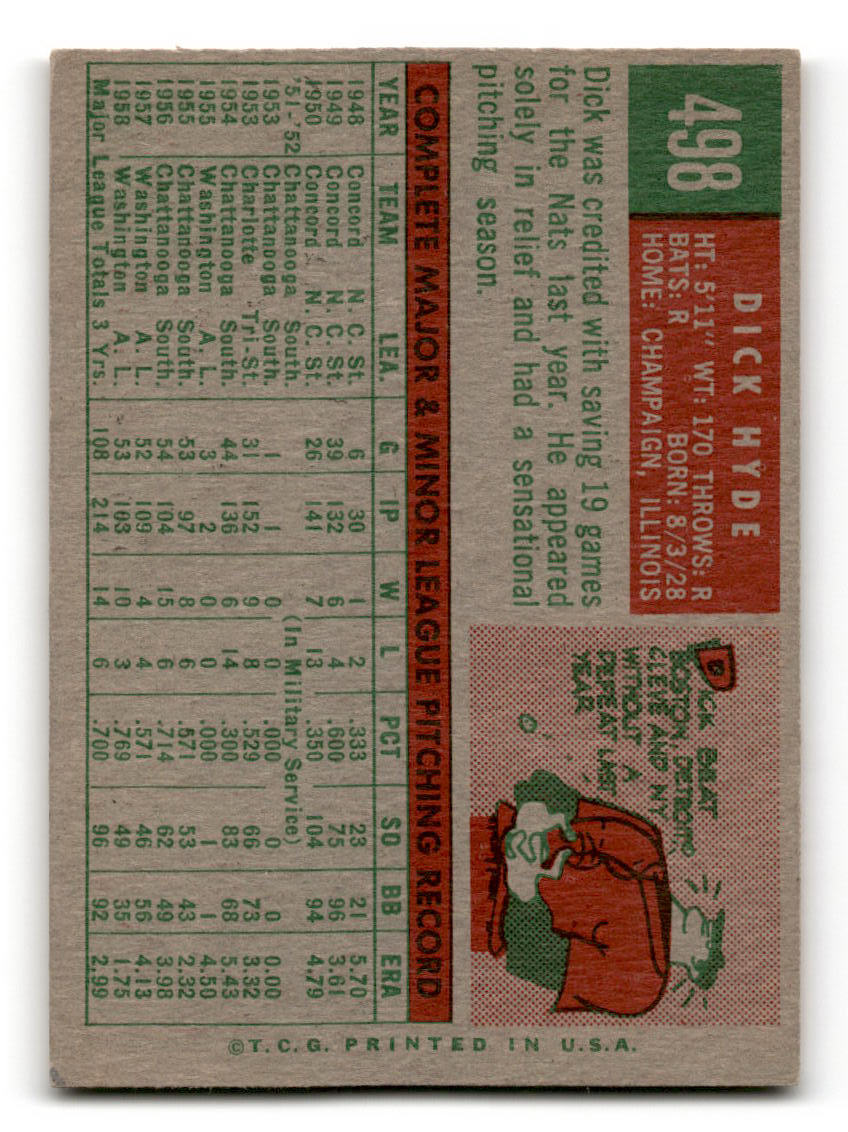 498
DICK HYDE
HT: 5'11" WT: 170 THROWS: R
BATS: R BORN: 8/3/28
HOME: CHAMPAIGN, ILLINOIS
Dick was credited with saving 19 games
for the Nats last year. He appeared
solely in relief and had a sensational
pitching season.
DICK BEAT
BOSTON, DETROIT,
CLEVE AND NY
WITHOUT A
DEFEAT LAST
YEAR
COMPLETE MAJOR & MINOR LEAGUE PITCHING RECORD
YEAR TEAM LEA. G IP W L PCT SO BB ERA
1948 Concord N. C. St. 6 30 1 2 .333 23 21 5.70
1949 Concord N. C. St. 39 132 6 4 .600 75 96 3.61
1950 Concord N. C. St. 26 141 7 13 .350 104 94 4.79
'51-'52 Chattanooga South. (In Military Service)
1953 Chattanooga South. 1 1 0 0 .000 0 0 0.00
1953 Charlotte Tri-St. 31 152 9 8 .529 66 73 3.32
1954 Chattanooga South. 44 136 6 14 .300 83 68 5.43
1955 Washington A. L. 3 2 0 0 .000 1 1 4.50
1955 Chattanooga South. 53 97 8 6 .571 53 43 2.32
1956 Chattanooga South. 54 104 15 6 .714 62 49 3.98
1957 Washington A. L. 52 109 4 4 .571 46 56 4.13
1958 Washington A. L. 53 103 10 3 .769 49 35 1.75
Major League Totals 3 Yrs. 108 214 14 6 .700 96 92 2.99
©T.C.G. PRINTED IN U.S.A.